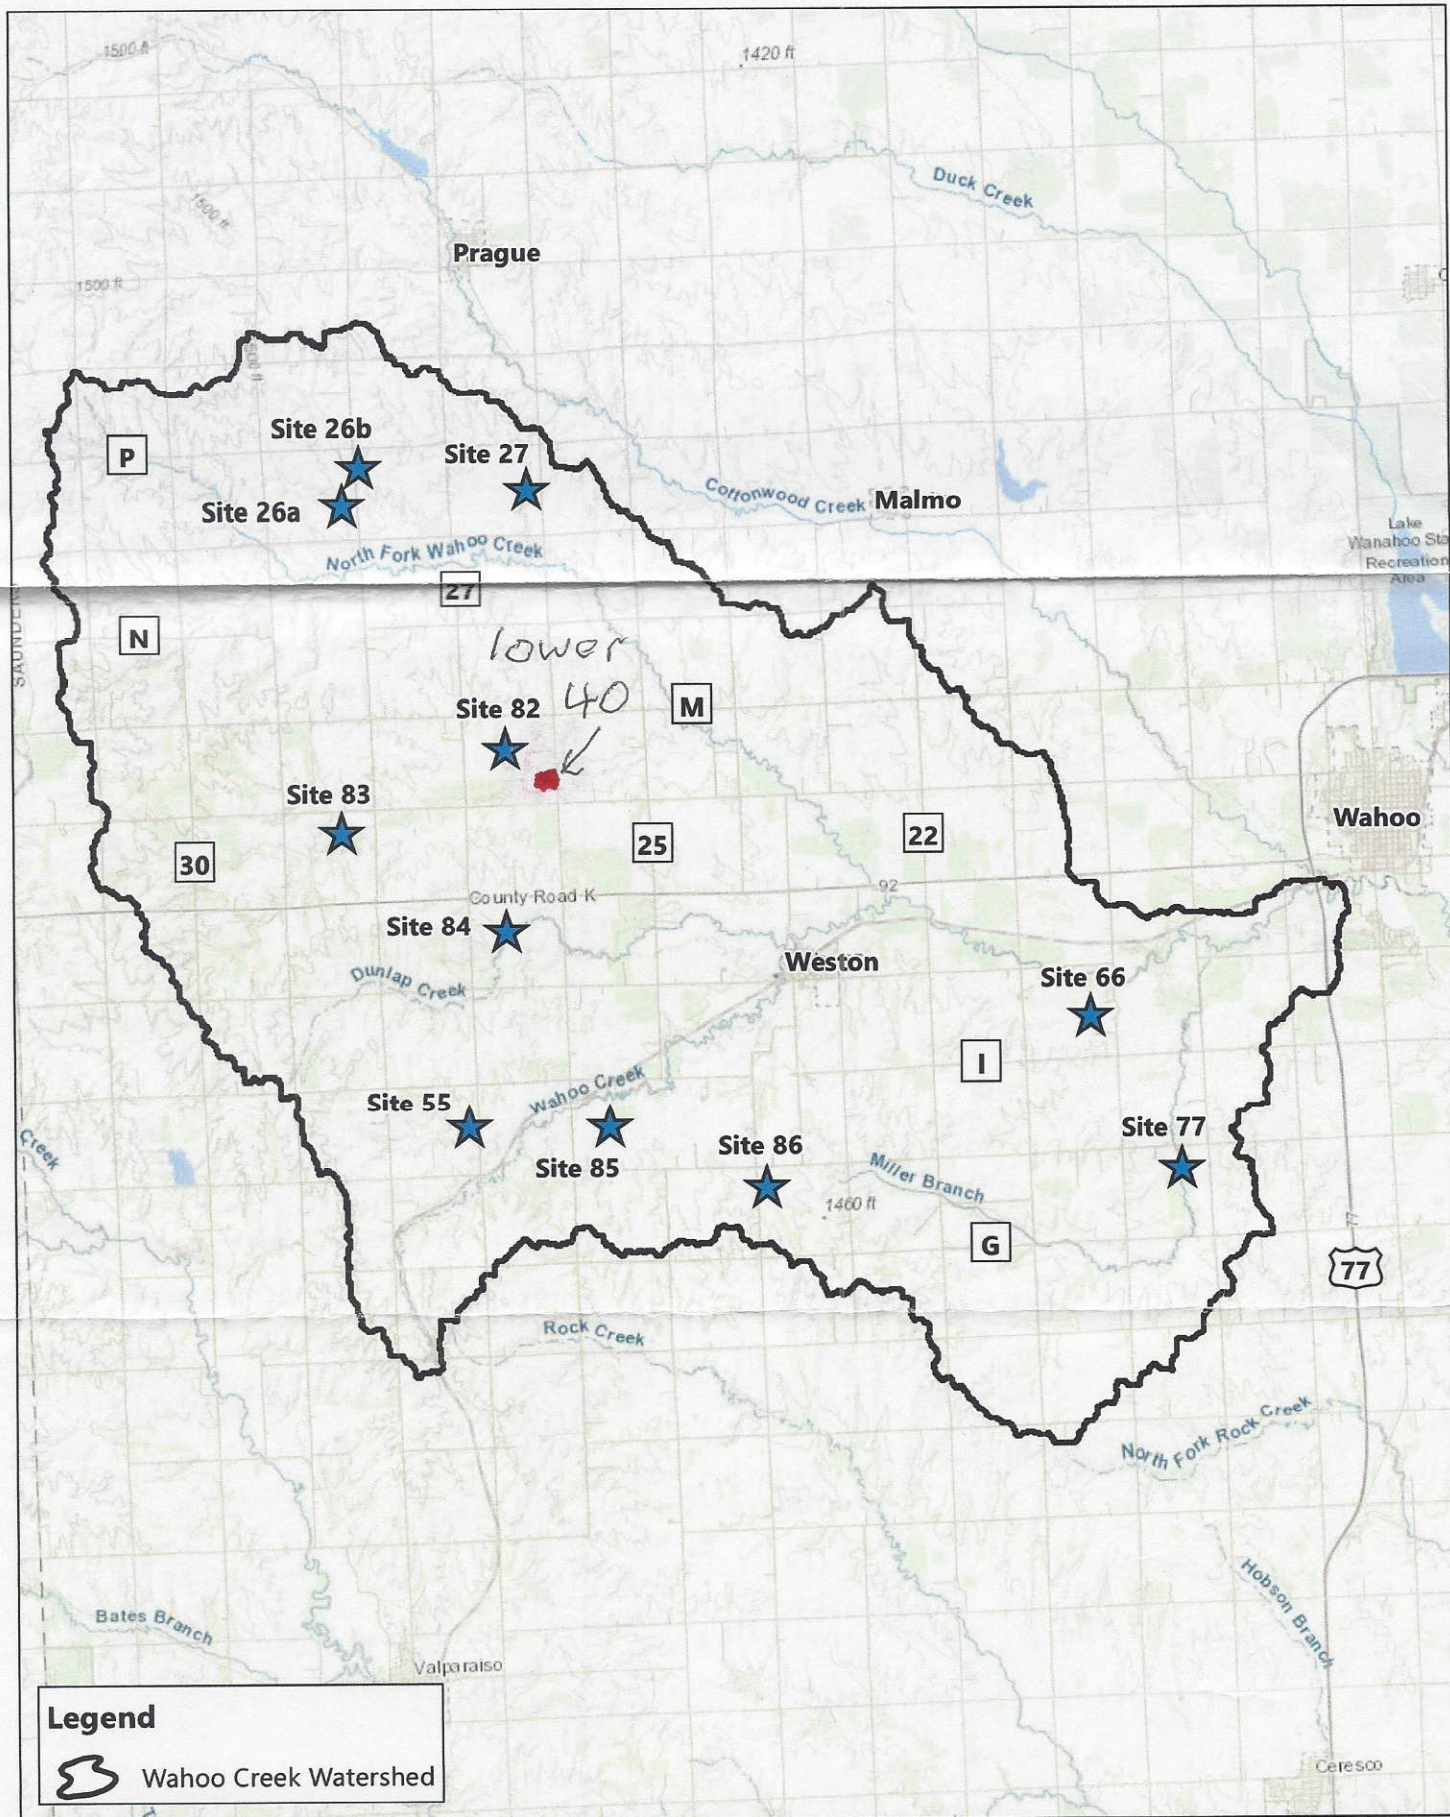 1500 ft
1420 ft
Duck Creek
1500 ft
Prague
1500 ft
Site 26b
Site 27
P
Site 26a
Cottonwood Creek
Malmo
North Fork Wahoo Creek
Lake
Wanahoo Sta
Recreation
Area
27
N
lower
40
Site 82
M
Site 83
Wahoo
30
25
22
County Road K
92
Site 84
Weston
Dunlap Creek
Site 66
I
Wahoo Creek
Site 55
Site 85
Site 86
Site 77
Creek
Miller Branch
1460 ft
G
77
77
Rock Creek
North Fork Rock Creek
Hobson Branch
Bates Branch
Valparaiso
Legend
Wahoo Creek Watershed
Ceresco